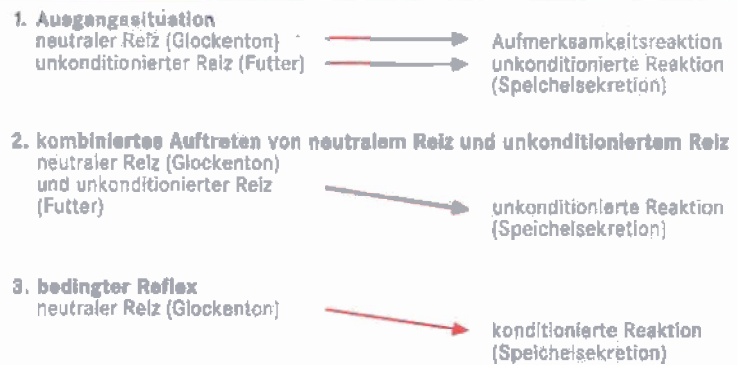 1. Ausgangssituation
neutraler Reiz (Glockenton)
Aufmerksamkeitsreaktion
unkonditionierter Reiz (Futter)
unkonditionierte Reaktion
(Speichelsekretion)
2. kombiniertes Auftreten von neutralem Reiz und unkonditioniertem Reiz
neutraler Reiz (Glockenton)
und unkonditionierter Reiz
(Futter)
unkonditionierte Reaktion
(Speichelsekretion)
3. bedingter Reflex
neutraler Reiz (Glockenton)
konditionierte Reaktion
(Speichelsekretion)